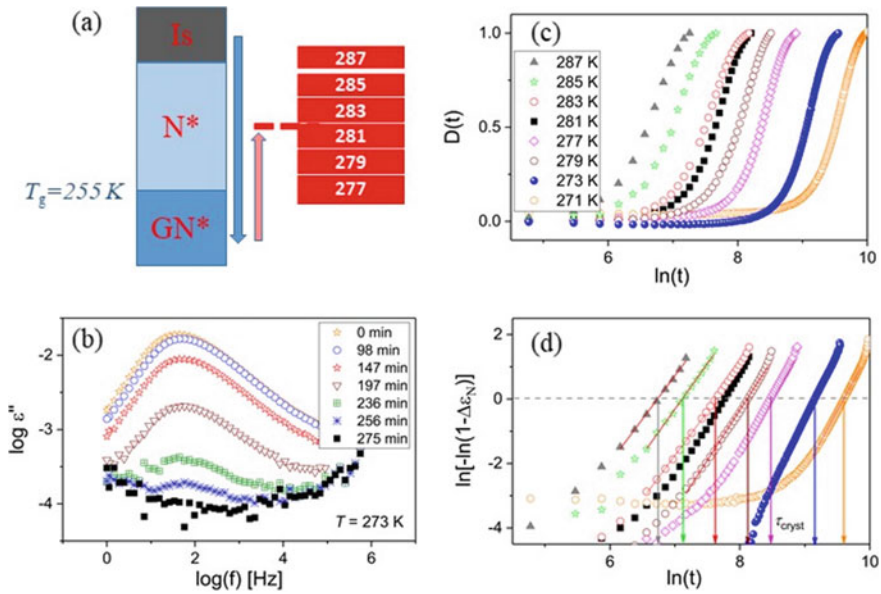 (a)
Is
N*
T_g=255 K
GN*
287
285
283
281
279
277
(c)
D(t)
1.0
0.5
0.0
287 K
285 K
283 K
281 K
277 K
279 K
273 K
271 K
6
8
10
ln(t)
(b)
log ε''
-2
-3
-4
0 min
98 min
147 min
197 min
236 min
256 min
275 min
T = 273 K
0
2
4
6
log(f) [Hz]
(d)
ln[-ln(1-Δε_N)]
2
0
-2
-4
τ_cryst
6
8
10
ln(t)